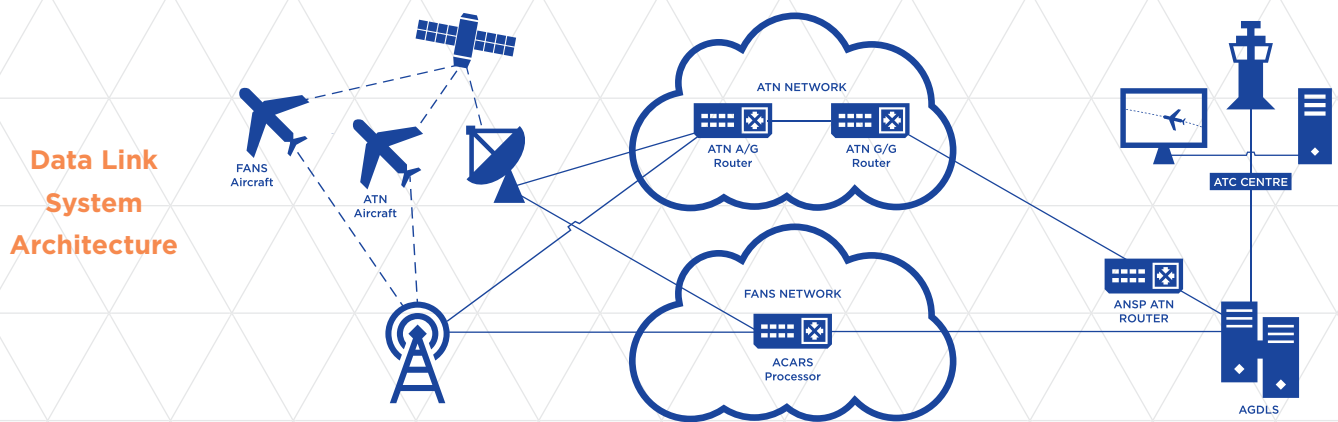 Data Link
System
Architecture
FANS
Aircraft
ATN
Aircraft
ATN NETWORK
ATN A/G
Router
ATN G/G
Router
FANS NETWORK
ACARS
Processor
ATC CENTRE
ANSP ATN
ROUTER
AGDLS